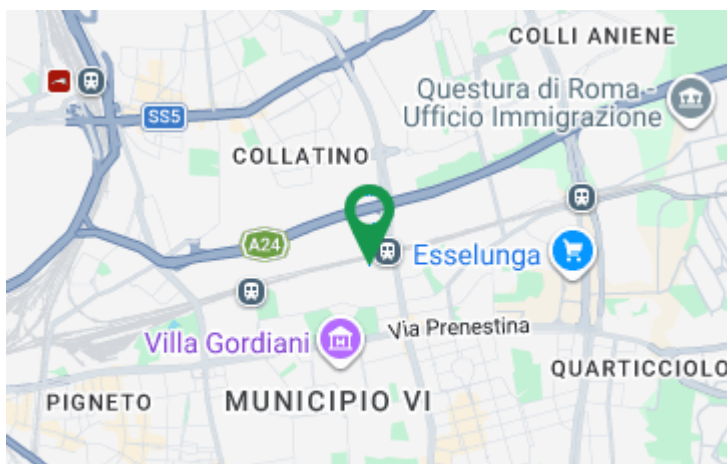 COLLI ANIENE
Questura di Roma -
Ufficio Immigrazione
SS5
COLLATINO
A24
Esselunga
Via Prenestina
Villa Gordiani
QUARTICCIOLO
PIGNETO
MUNICIPIO VI